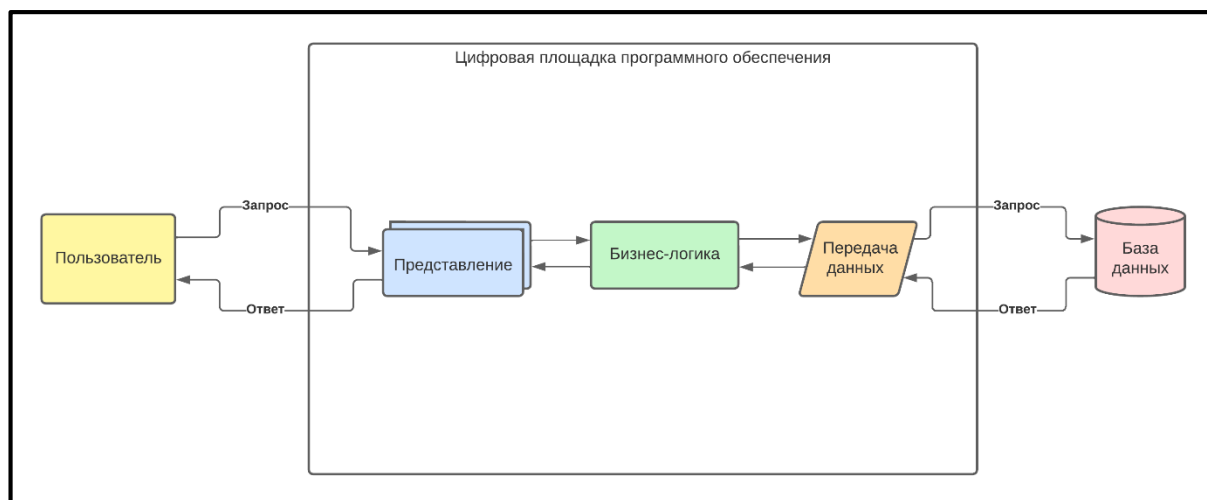 Цифровая площадка программного обеспечения
Запрос
Запрос
Пользователь
Представление
Бизнес-логика
Передача
данных
База
данных
Ответ
Ответ